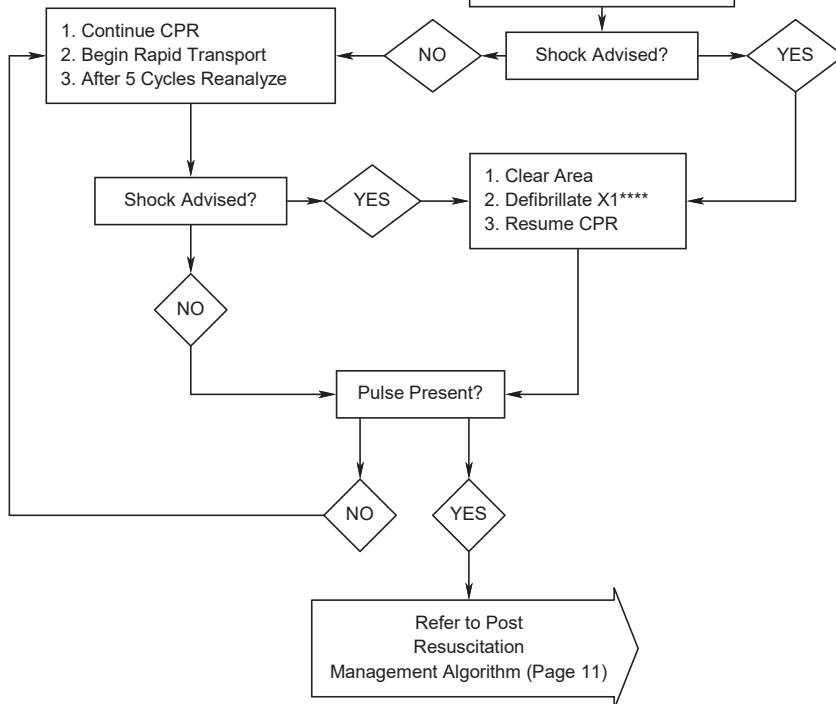 1. Continue CPR
2. Begin Rapid Transport
3. After 5 Cycles Reanalyze
NO
Shock Advised?
YES
Shock Advised?
YES
1. Clear Area
2. Defibrillate X1****
3. Resume CPR
NO
Pulse Present?
NO
YES
Refer to Post
Resuscitation
Management Algorithm (Page 11)